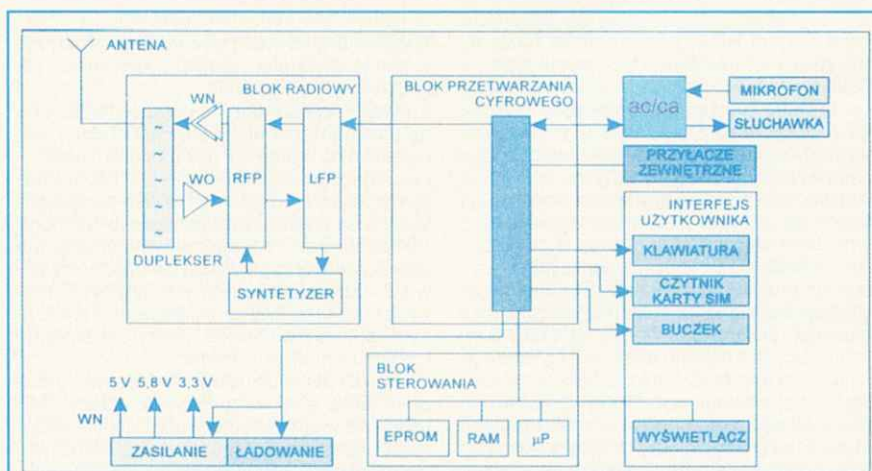 ANTENA
BLOK RADIOWY
WN
WO
RFP
LFP
~
~
~
~
DUPLEKSER
SYNTETYZER
BLOK PRZETWARZANIA
CYFROWEGO
ac/ca
MIKROFON
SŁUCHAWKA
PRZYŁĄCZE
ZEWNĘTRZNE
INTERFEJS
UŻYTKOWNIKA
KLAWIATURA
CZYTNIK
KARTY SIM
BUCZEK
WYŚWIETLACZ
BLOK
STEROWANIA
EPROM
RAM
µP
5 V 5,8 V 3,3 V
WN
ZASILANIE
ŁADOWANIE